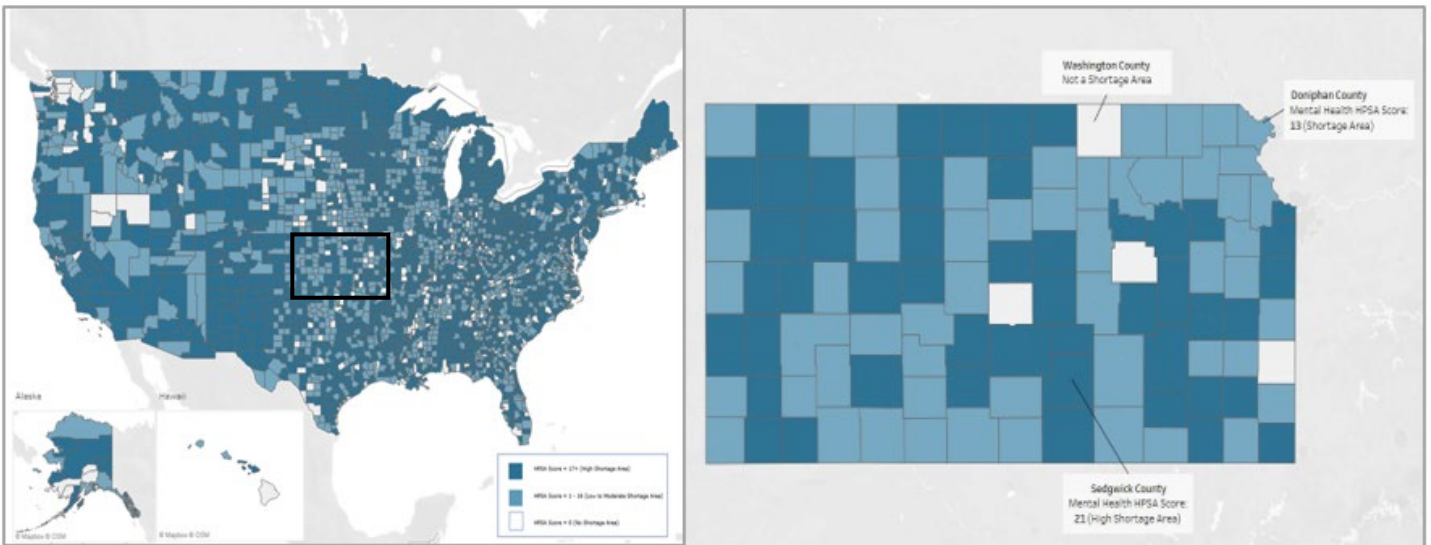 Alaska
Hawaii
© Mapbox © OSM
© Mapbox © OSM
HPSA Score = 17+ (High Shortage Area)
HPSA Score = 1 - 16 (Low to Moderate Shortage Area)
HPSA Score = 0 (No Shortage Area)
Washington County
Not a Shortage Area
Doniphan County
Mental Health HPSA Score:
13 (Shortage Area)
Sedgwick County
Mental Health HPSA Score:
21 (High Shortage Area)